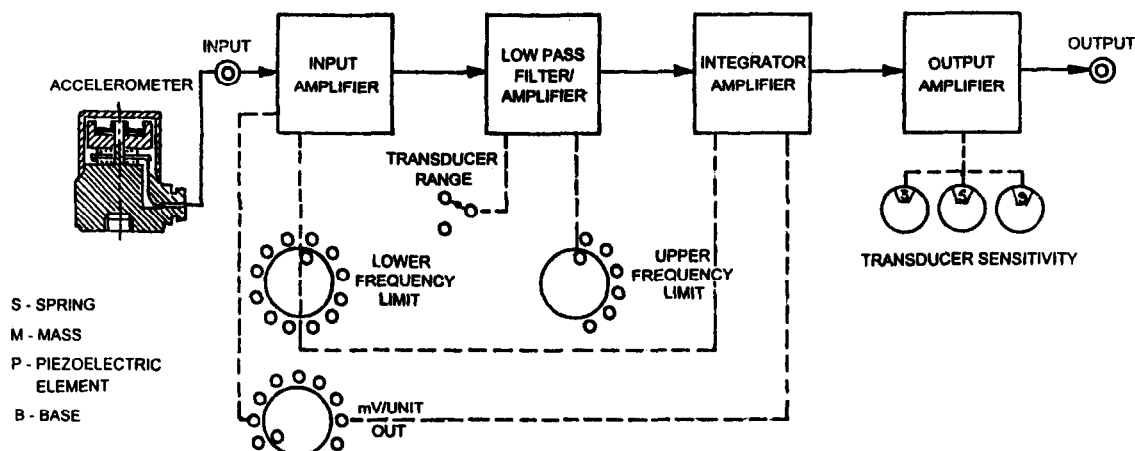 INPUT
ACCELEROMETER
INPUT
AMPLIFIER
LOW PASS
FILTER/
AMPLIFIER
INTEGRATOR
AMPLIFIER
OUTPUT
AMPLIFIER
OUTPUT
TRANSDUCER
RANGE
LOWER
FREQUENCY
LIMIT
UPPER
FREQUENCY
LIMIT
TRANSDUCER SENSITIVITY
S - SPRING
M - MASS
P - PIEZOELECTRIC
ELEMENT
B - BASE
mV/UNIT
OUT